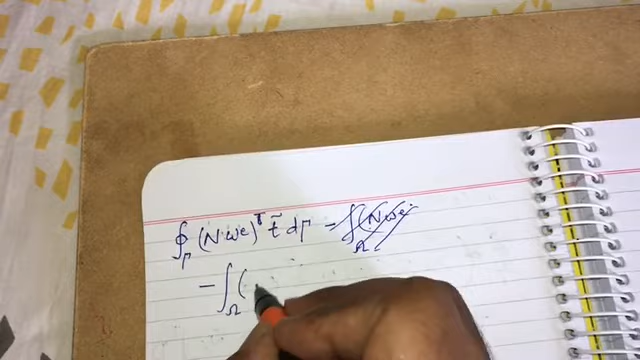 ∮_Γ (N we)^T t̃ dΓ = ∫_Ω (N we
- ∫_Ω (